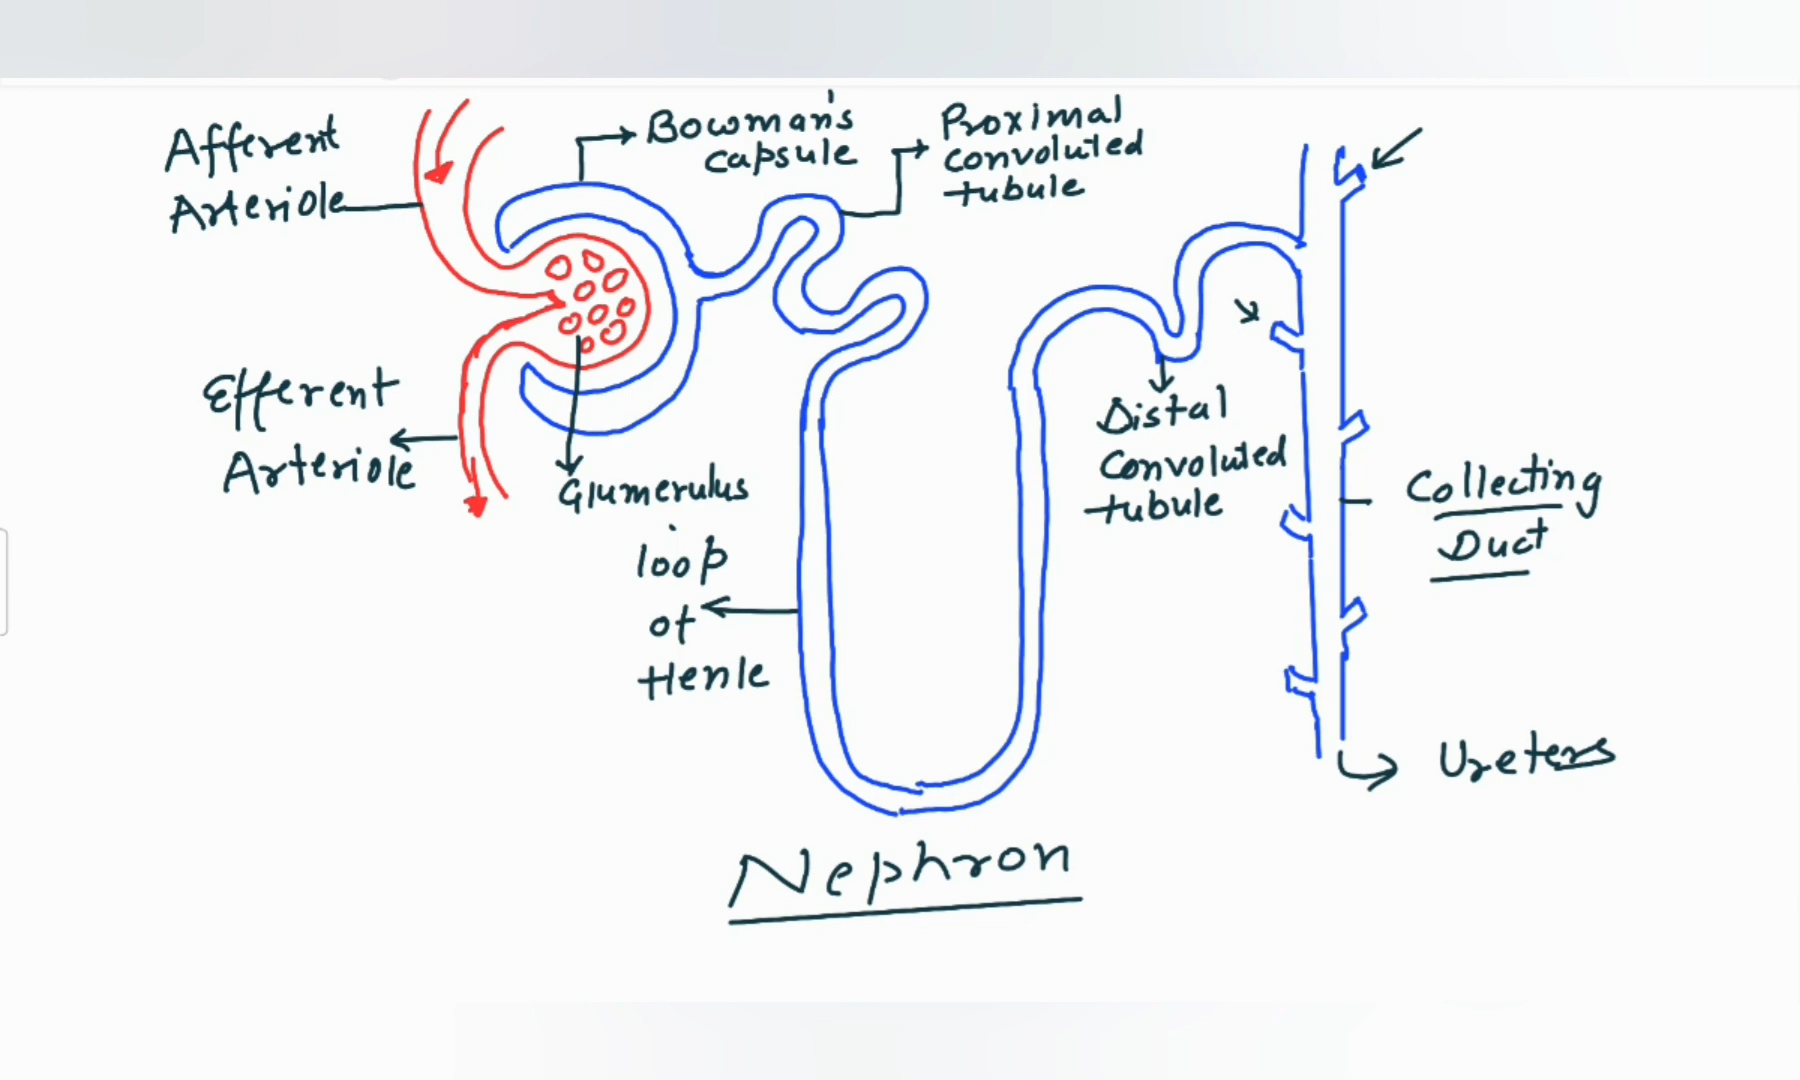 Afferent
Arteriole
Bowman's
capsule
Proximal
convoluted
tubule
Efferent
Arteriole
Glumerulus
loop
of
Henle
Distal
Convoluted
tubule
Collecting
Duct
Ureters
Nephron